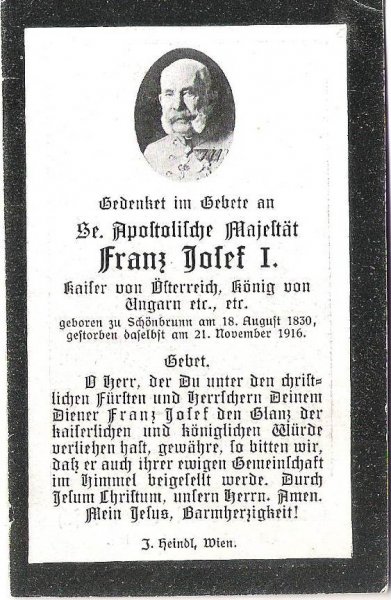 Gedenket im Gebete an
Se. Apostolische Majestät
Franz Josef I.
Kaiser von Österreich, König von
Ungarn etc., etc.
geboren zu Schönbrunn am 18. August 1830,
gestorben daselbst am 21. November 1916.
Gebet.
O Herr, der Du unter den christ-
lichen Fürsten und Herrschern Deinem
Diener Franz Josef den Glanz der
kaiserlichen und königlichen Würde
verliehen hast, gewähre, so bitten wir,
daß er auch ihrer ewigen Gemeinschaft
im Himmel beigesellt werde. Durch
Jesum Christum, unsern Herrn. Amen.
Mein Jesus, Barmherzigkeit!
J. Heindl, Wien.